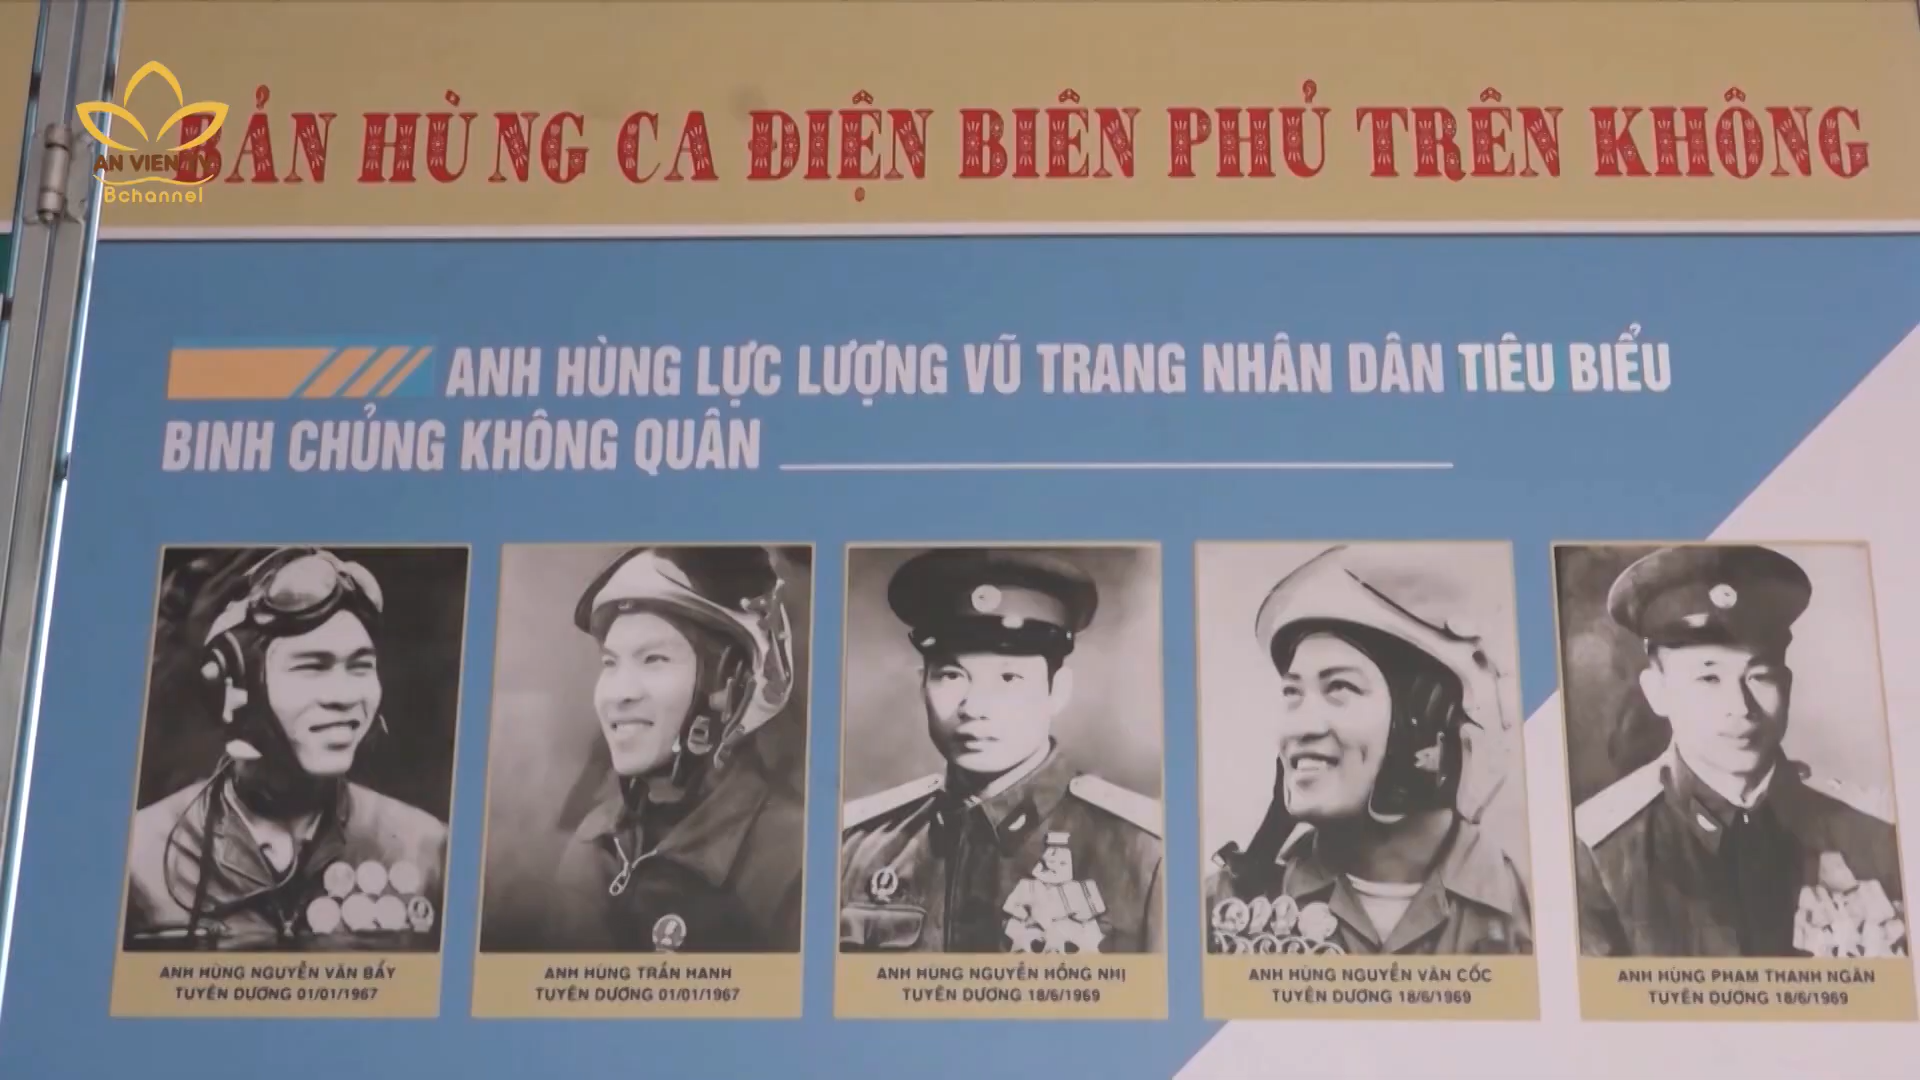 AN VIEN TV
Bchannel
BẢN HÙNG CA ĐIỆN BIÊN PHỦ TRÊN KHÔNG
ANH HÙNG LỰC LƯỢNG VŨ TRANG NHÂN DÂN TIÊU BIỂU
BINH CHỦNG KHÔNG QUÂN
ANH HÙNG NGUYỄN VĂN BẨY
TUYÊN DƯƠNG 01/01/1967
ANH HÙNG TRẦN HANH
TUYÊN DƯƠNG 01/01/1967
ANH HÙNG NGUYỄN HỒNG NHỊ
TUYÊN DƯƠNG 18/6/1969
ANH HÙNG NGUYỄN VĂN CỐC
TUYÊN DƯƠNG 18/6/1969
ANH HÙNG PHẠM THANH NGÂN
TUYÊN DƯƠNG 18/6/1969